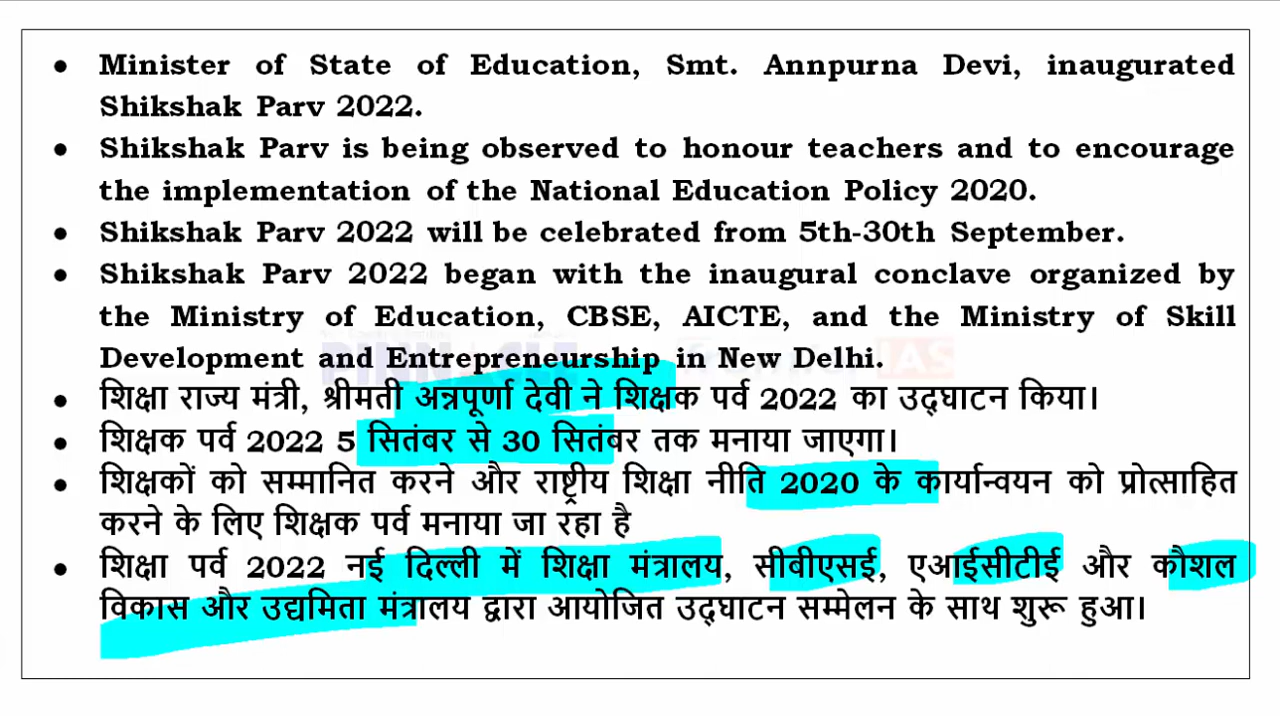 • Minister of State of Education, Smt. Annpurna Devi, inaugurated
Shikshak Parv 2022.
• Shikshak Parv is being observed to honour teachers and to encourage
the implementation of the National Education Policy 2020.
• Shikshak Parv 2022 will be celebrated from 5th-30th September.
• Shikshak Parv 2022 began with the inaugural conclave organized by
the Ministry of Education, CBSE, AICTE, and the Ministry of Skill
Development and Entrepreneurship in New Delhi.
• शिक्षा राज्य मंत्री, श्रीमती अन्नपूर्णा देवी ने शिक्षक पर्व 2022 का उद्घाटन किया।
• शिक्षक पर्व 2022 5 सितंबर से 30 सितंबर तक मनाया जाएगा।
• शिक्षकों को सम्मानित करने और राष्ट्रीय शिक्षा नीति 2020 के कार्यान्वयन को प्रोत्साहित
करने के लिए शिक्षक पर्व मनाया जा रहा है
• शिक्षा पर्व 2022 नई दिल्ली में शिक्षा मंत्रालय, सीबीएसई, एआईसीटीई और कौशल
विकास और उद्यमिता मंत्रालय द्वारा आयोजित उद्घाटन सम्मेलन के साथ शुरू हुआ।